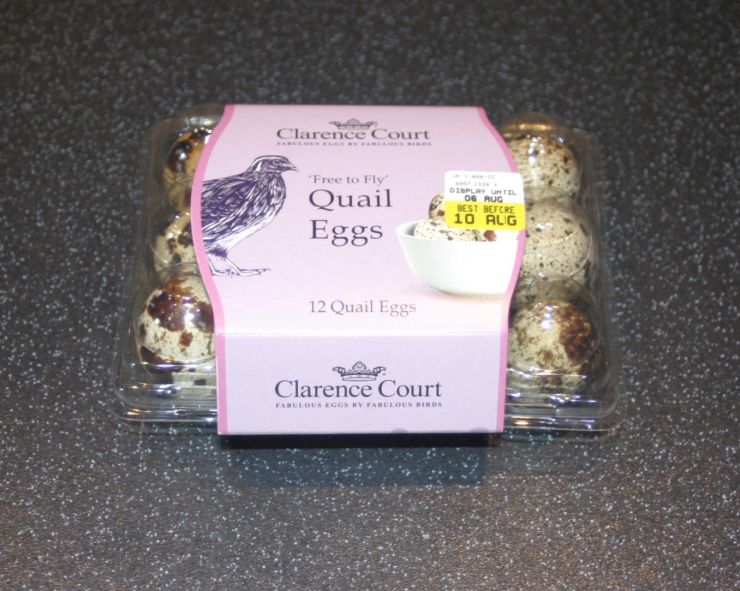 Clarence Court
FABULOUS EGGS BY FABULOUS BIRDS
'Free to Fly'
Quail
Eggs
DISPLAY UNTIL
06 AUG
BEST BEFORE
10 AUG
12 Quail Eggs
Clarence Court
FABULOUS EGGS BY FABULOUS BIRDS